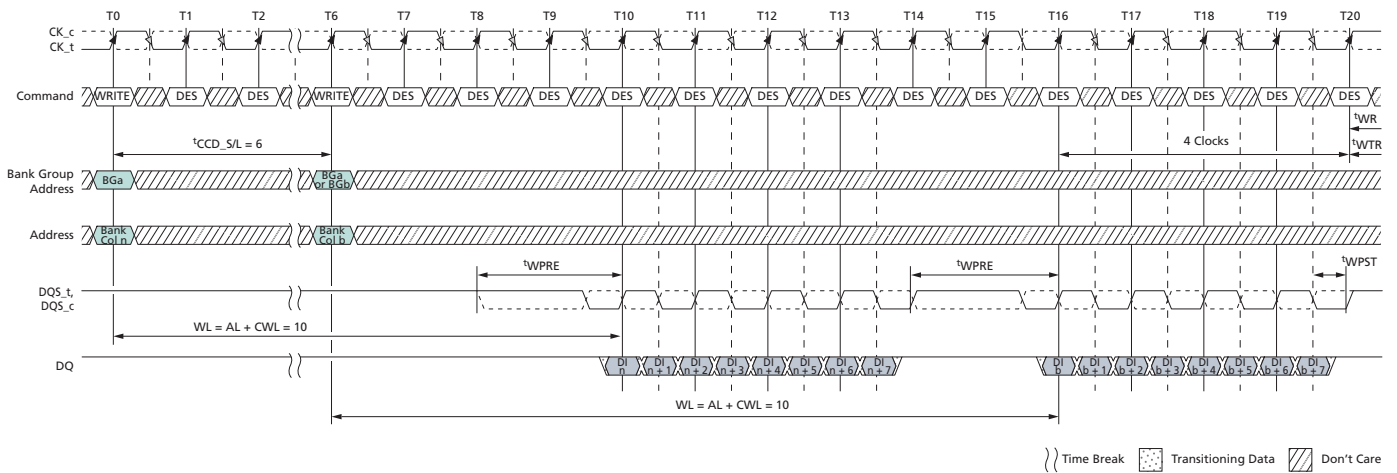 T0 T1 T2 T6 T7 T8 T9 T10 T11 T12 T13 T14 T15 T16 T17 T18 T19 T20
CK_c
CK_t
Command WRITE DES DES WRITE DES DES DES DES DES DES DES DES DES DES DES DES DES DES
tWR
tCCD_S/L = 6
4 Clocks
tWTR
Bank Group
Address
BGa
BGa
or BGb
Address
Bank
Col n
Bank
Col b
tWPRE
tWPRE
tWPST
DQS_t,
DQS_c
WL = AL + CWL = 10
DQ
DI
n
DI
n + 1
DI
n + 2
DI
n + 3
DI
n + 4
DI
n + 5
DI
n + 6
DI
n + 7
DI
b
DI
b + 1
DI
b + 2
DI
b + 3
DI
b + 4
DI
b + 5
DI
b + 6
DI
b + 7
WL = AL + CWL = 10
Time Break Transitioning Data Don't Care